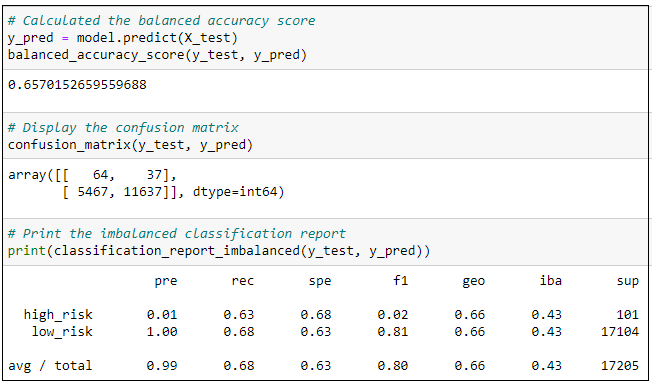 # Calculated the balanced accuracy score
y_pred = model.predict(X_test)
balanced_accuracy_score(y_test, y_pred)
0.6570152659559688
# Display the confusion matrix
confusion_matrix(y_test, y_pred)
array([[   64,    37],
       [ 5467, 11637]], dtype=int64)
# Print the imbalanced classification report
print(classification_report_imbalanced(y_test, y_pred))
pre rec spe f1 geo iba sup
high_risk 0.01 0.63 0.68 0.02 0.66 0.43 101
low_risk 1.00 0.68 0.63 0.81 0.66 0.43 17104
avg / total 0.99 0.68 0.63 0.80 0.66 0.43 17205